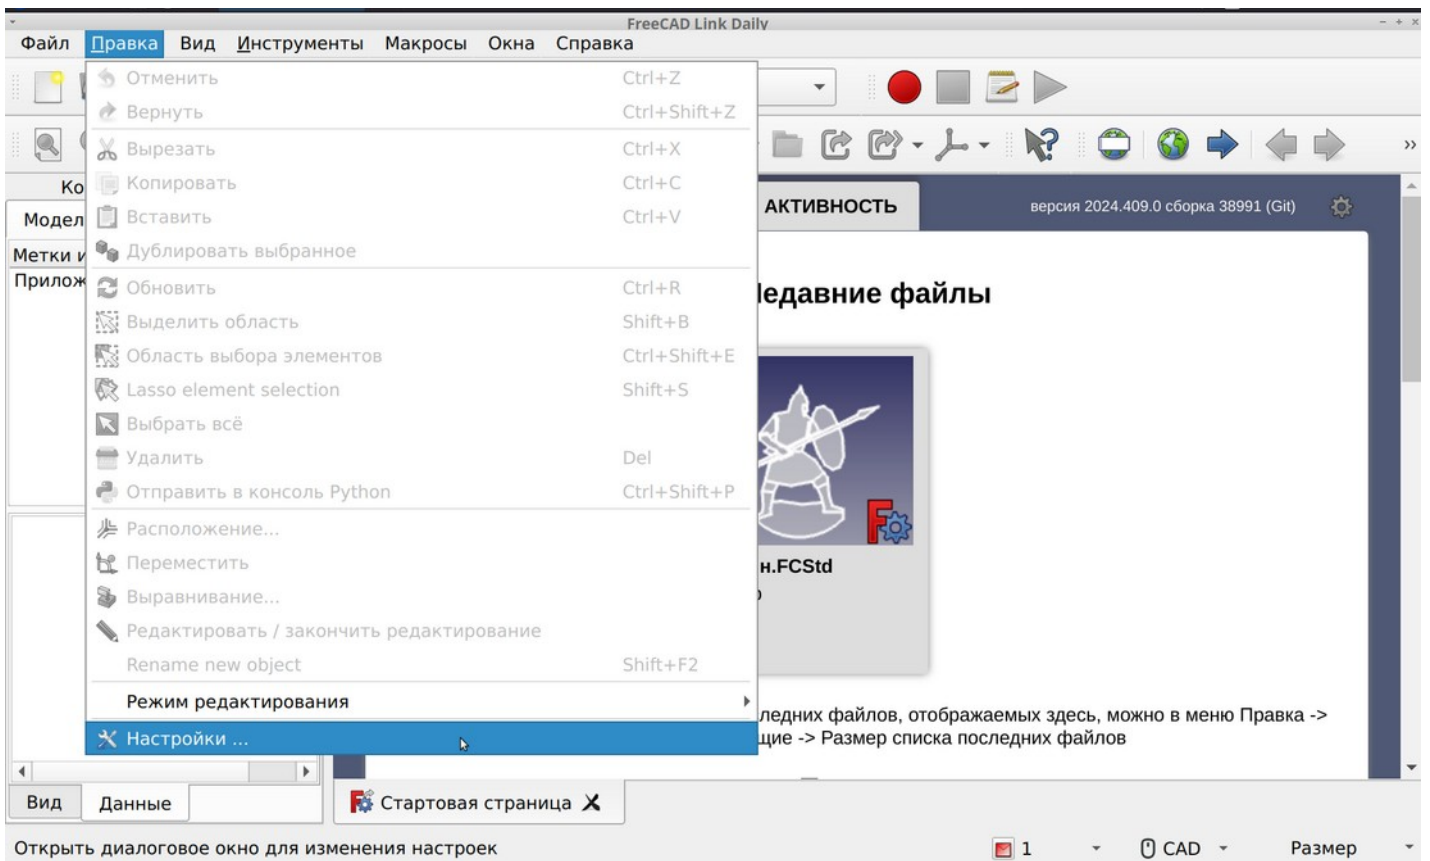 FreeCAD Link Daily
Файл Правка Вид Инструменты Макросы Окна Справка
Отменить Ctrl+Z
Вернуть Ctrl+Shift+Z
Вырезать Ctrl+X
Копировать Ctrl+C
Вставить Ctrl+V
Дублировать выбранное
Обновить Ctrl+R
Выделить область Shift+B
Область выбора элементов Ctrl+Shift+E
Lasso element selection Shift+S
Выбрать всё
Удалить Del
Отправить в консоль Python Ctrl+Shift+P
Расположение...
Переместить
Выравнивание...
Редактировать / закончить редактирование
Rename new object Shift+F2
Режим редактирования
Настройки ...
Ко
Модел
Метки и
Прилож
АКТИВНОСТЬ
версия 2024.409.0 сборка 38991 (Git)
едавние файлы
н.FCStd
ледних файлов, отображаемых здесь, можно в меню Правка ->
щие -> Размер списка последних файлов
Вид Данные
Стартовая страница
Открыть диалоговое окно для изменения настроек
1 CAD Размер